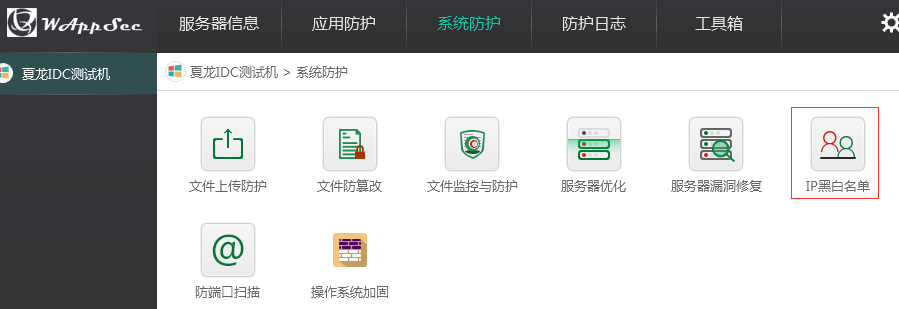 WAppSec 服务器信息 应用防护 系统防护 防护日志 工具箱
夏龙IDC测试机
夏龙IDC测试机 > 系统防护
文件上传防护 文件防篡改 文件监控与防护 服务器优化 服务器漏洞修复 IP黑白名单
防端口扫描 操作系统加固